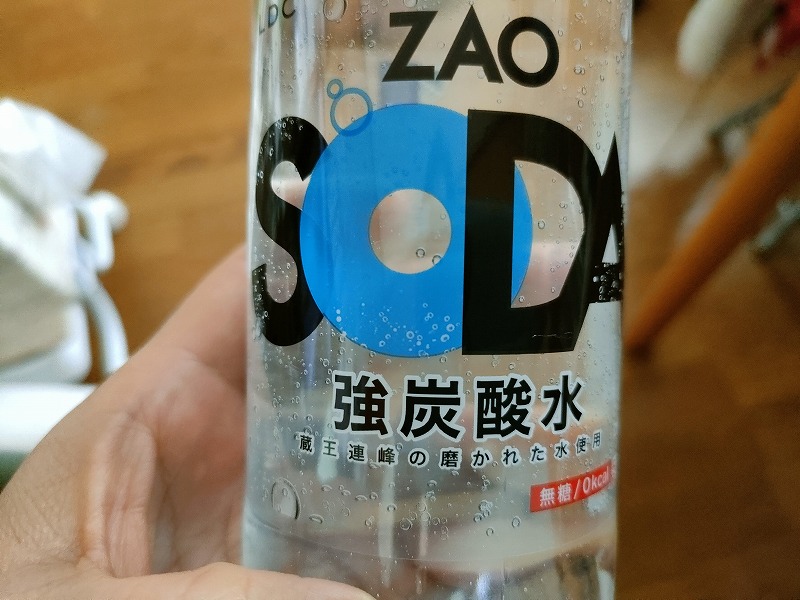 LDC
ZAO
SODA
強炭酸水
蔵王連峰の磨かれた水使用
無糖/0kcal